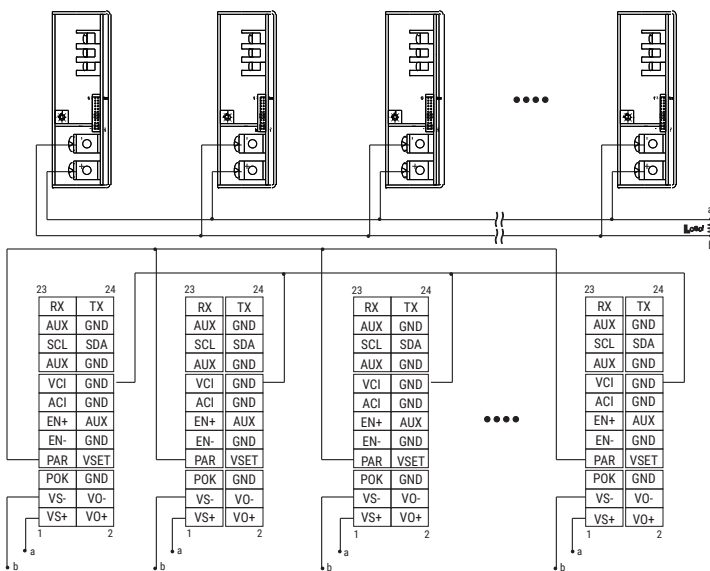 a
Load
23 24 23 24 23 24 23 24
RX TX RX TX RX TX RX TX
AUX GND AUX GND AUX GND AUX GND
SCL SDA SCL SDA SCL SDA SCL SDA
AUX GND AUX GND AUX GND AUX GND
VCI GND VCI GND VCI GND VCI GND
ACI GND ACI GND ACI GND ACI GND
EN+ AUX EN+ AUX EN+ AUX EN+ AUX
EN- GND EN- GND EN- GND EN- GND
PAR VSET PAR VSET PAR VSET PAR VSET
POK GND POK GND POK GND POK GND
VS- VO- VS- VO- VS- VO- VS- VO-
VS+ VO+ VS+ VO+ VS+ VO+ VS+ VO+
1 2 1 2 1 2 1 2
a a a a
b b b b